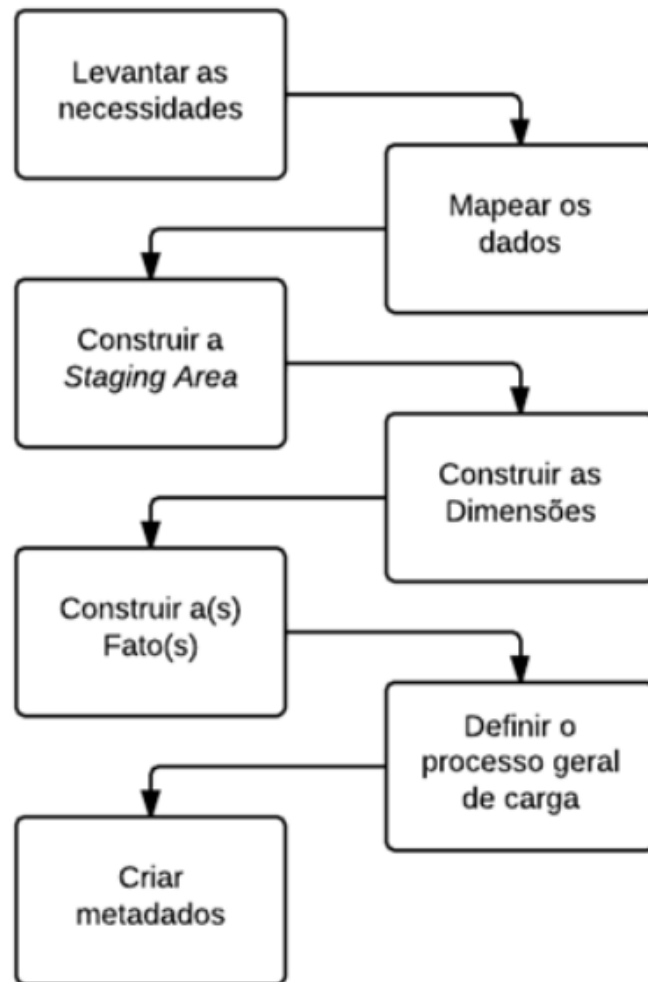 Levantar as
necessidades
Mapear os
dados
Construir a
Staging Area
Construir as
Dimensões
Construir a(s)
Fato(s)
Definir o
processo geral
de carga
Criar
metadados